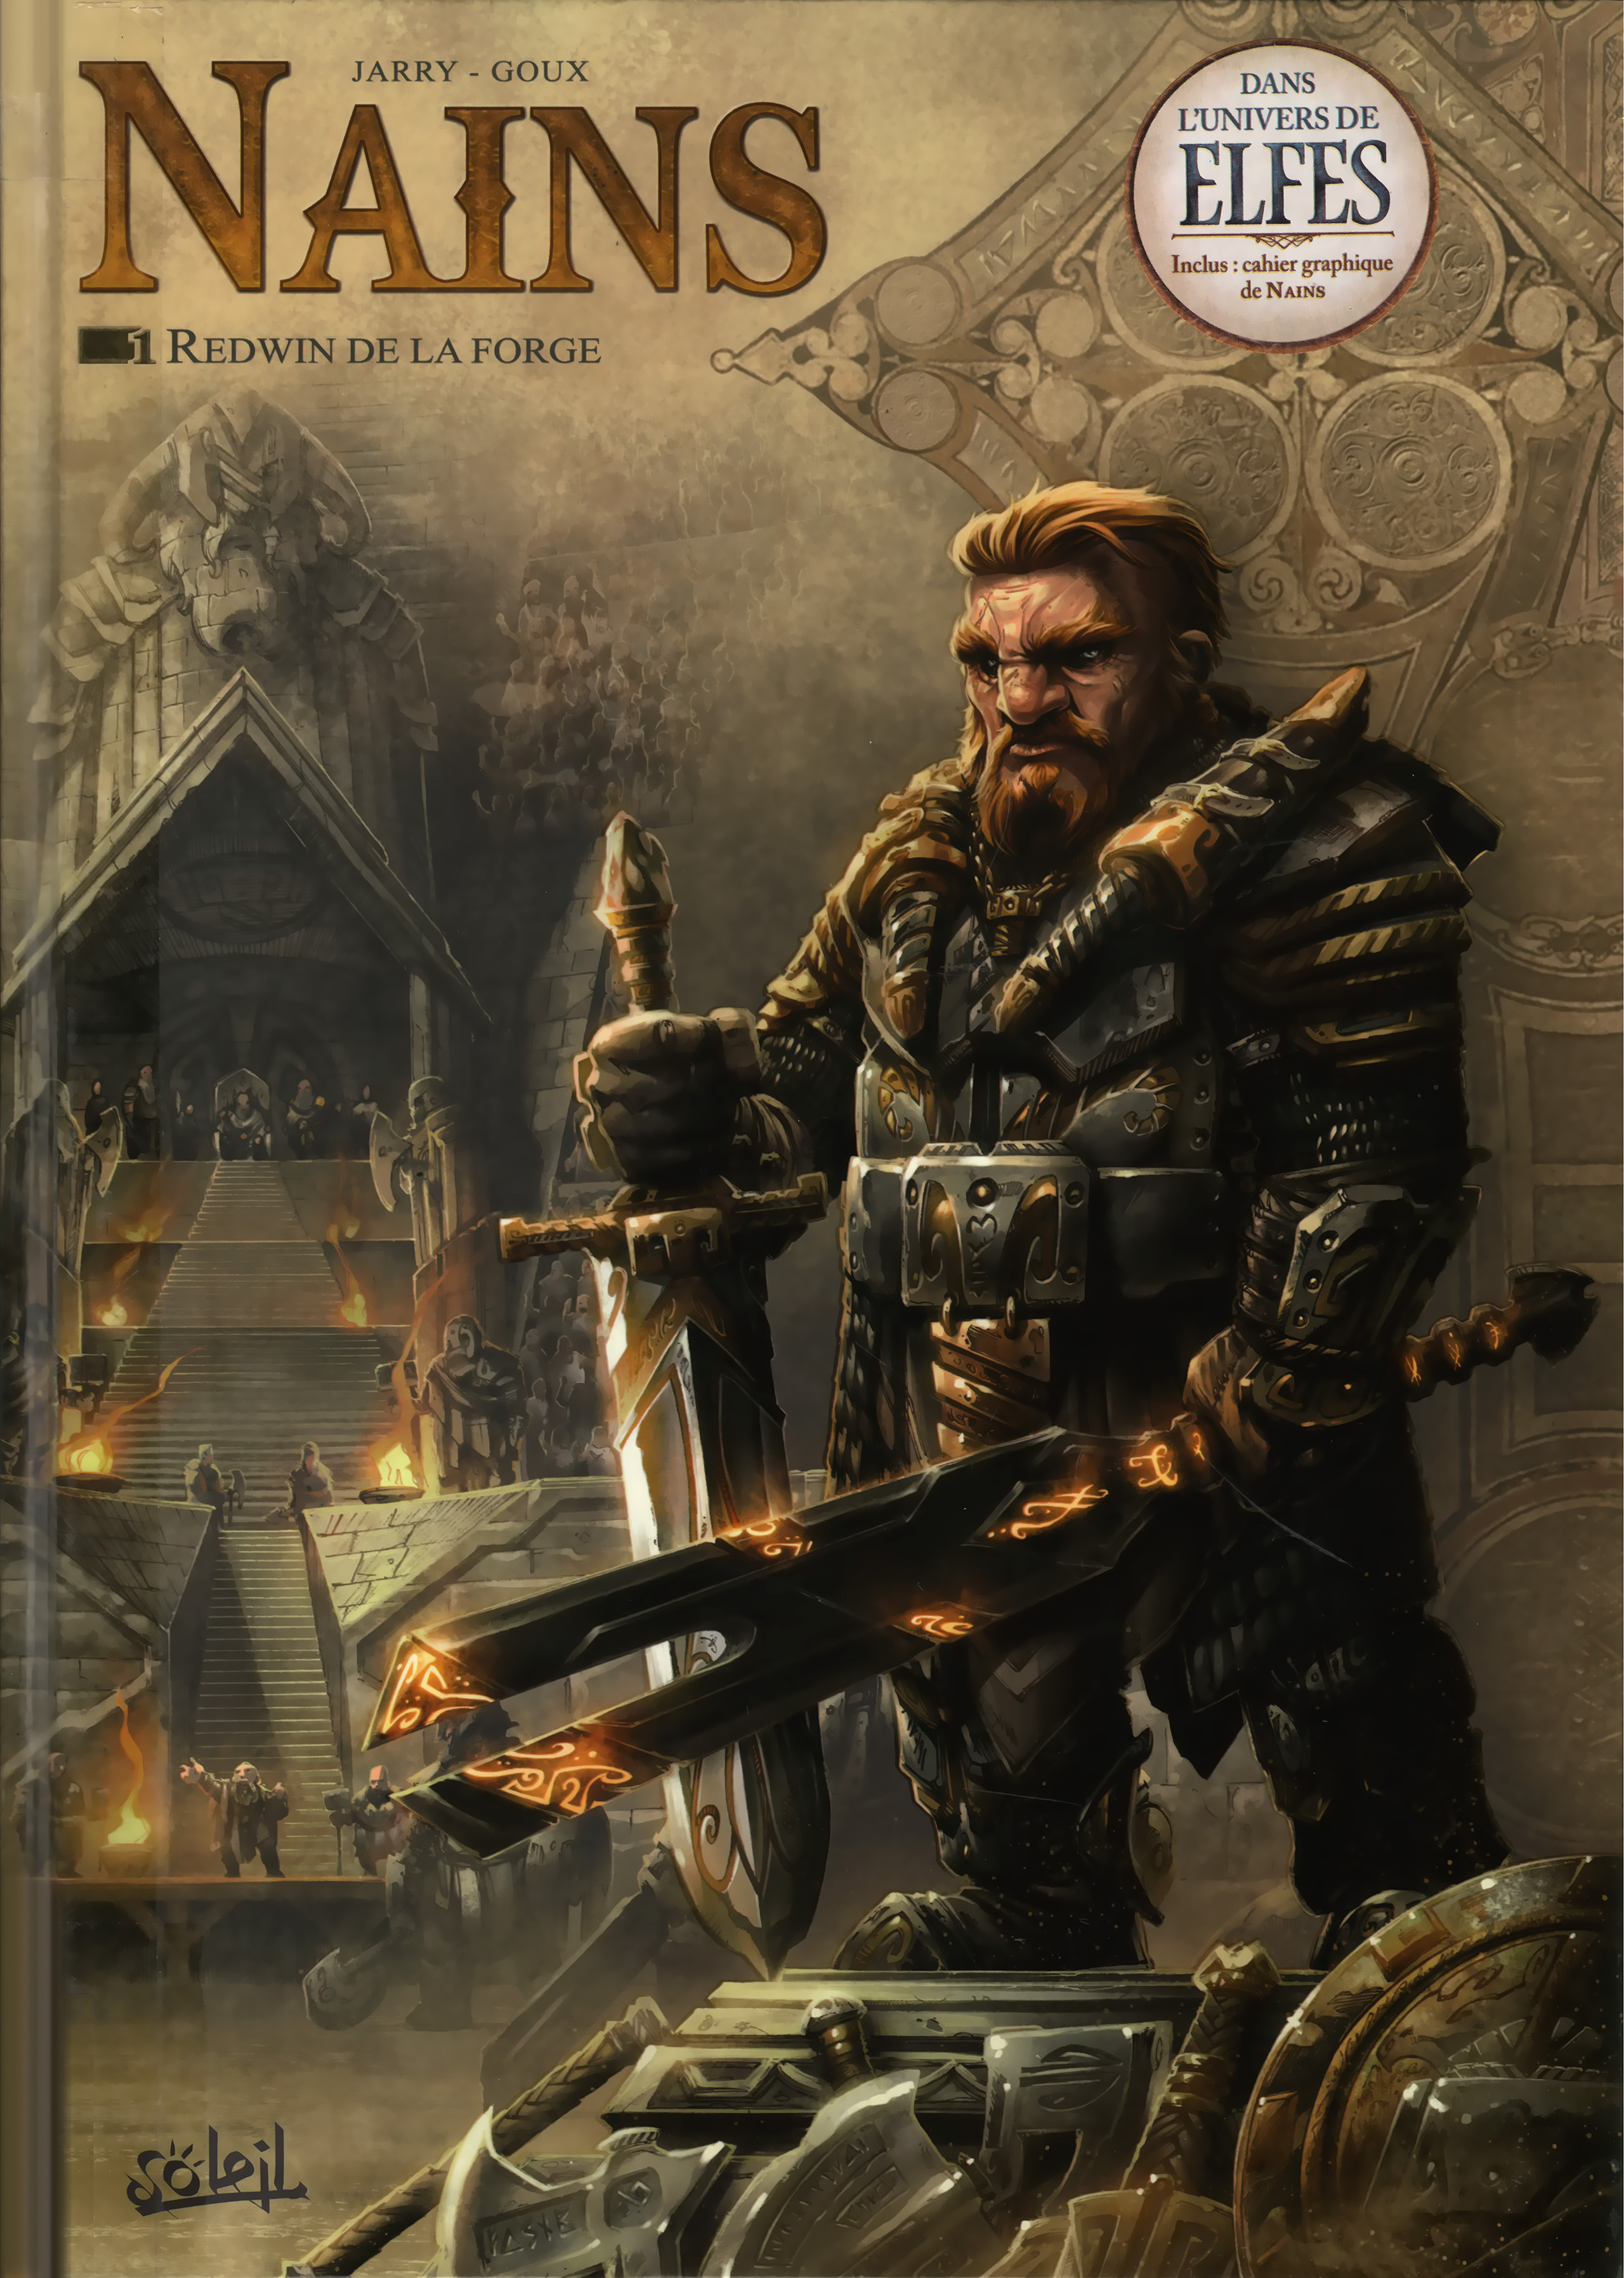 JARRY - GOUX
NAINS
1 REDWIN DE LA FORGE
DANS
L'UNIVERS DE
ELFES
Inclus : cahier graphique
de NAINS
SOLEIL